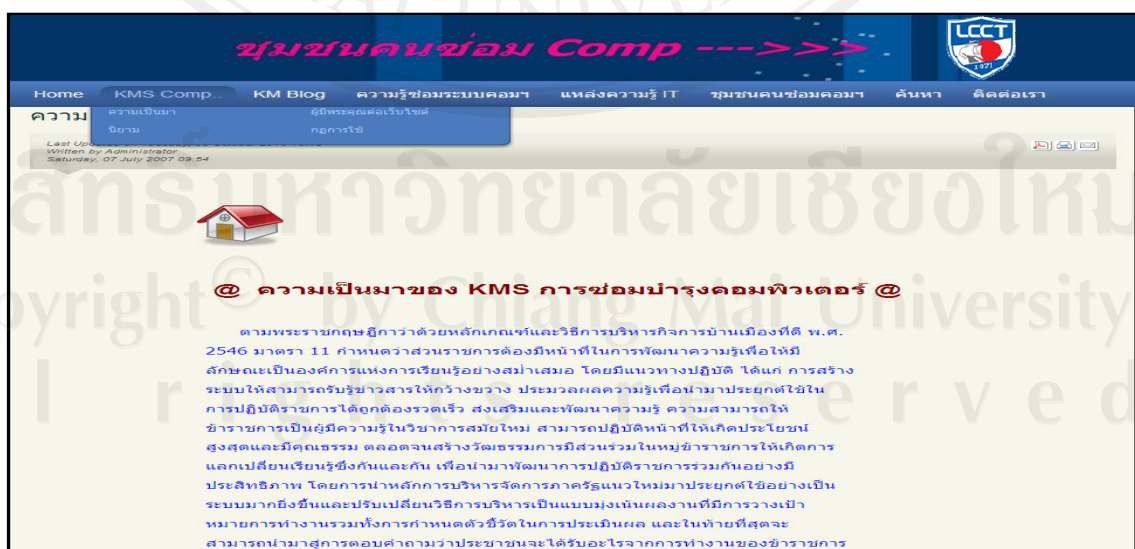 ชุมชนคนซ่อม Comp --->>>
LCCT
1971
Home KMS Comp.. KM Blog ความรู้ซ่อมระบบคอมฯ แหล่งความรู้ IT ชุมชนคนซ่อมคอมฯ ค้นหา ติดต่อเรา
ความเป็นมา ผู้มีพระคุณต่อเว็บไซต์
นิยาม กฎการใช้
ความ
Last
Written by Administrator
Saturday, 07 July 2007 09:54
สิทธิ์มหาวิทยาลัยเชียงใหม่
@ ความเป็นมาของ KMS การซ่อมบำรุงคอมพิวเตอร์ @
opyright © by Chiang Mai University
ตามพระราชกฤษฎีกาว่าด้วยหลักเกณฑ์และวิธีการบริหารกิจการบ้านเมืองที่ดี พ.ศ.
2546 มาตรา 11 กำหนดว่าส่วนราชการต้องมีหน้าที่ในการพัฒนาความรู้เพื่อให้มี
ลักษณะเป็นองค์การแห่งการเรียนรู้อย่างสม่ำเสมอ โดยมีแนวทางปฏิบัติ ได้แก่ การสร้าง
ระบบให้สามารถรับรู้ข่าวสารให้กว้างขวาง ประมวลผลความรู้เพื่อนำมาประยุกต์ใช้ใน
การปฏิบัติราชการได้ถูกต้องรวดเร็ว ส่งเสริมและพัฒนาความรู้ ความสามารถให้
l rights reserved
ข้าราชการเป็นผู้มีความรู้ในวิชาการสมัยใหม่ สามารถปฏิบัติหน้าที่ให้เกิดประโยชน์
สูงสุดและมีคุณธรรม ตลอดจนสร้างวัฒธรรมการมีส่วนร่วมในหมู่ข้าราชการให้เกิดการ
แลกเปลี่ยนเรียนรู้ซึ่งกันและกัน เพื่อนำมาพัฒนาการปฏิบัติราชการร่วมกันอย่างมี
ประสิทธิภาพ โดยการนำหลักการบริหารจัดการภาครัฐแนวใหม่มาประยุกต์ใช้อย่างเป็น
ระบบมากยิ่งขึ้นและปรับเปลี่ยนวิธีการบริหารเป็นแบบมุ่งเน้นผลงานที่มีการวางเป้า
หมายการทำงานรวมทั้งการกำหนดตัวชี้วัดในการประเมินผล และในท้ายที่สุดจะ
สามารถนำมาสู่การตอบคำถามว่าประชาชนจะได้รับอะไรจากการทำงานของข้าราชการ